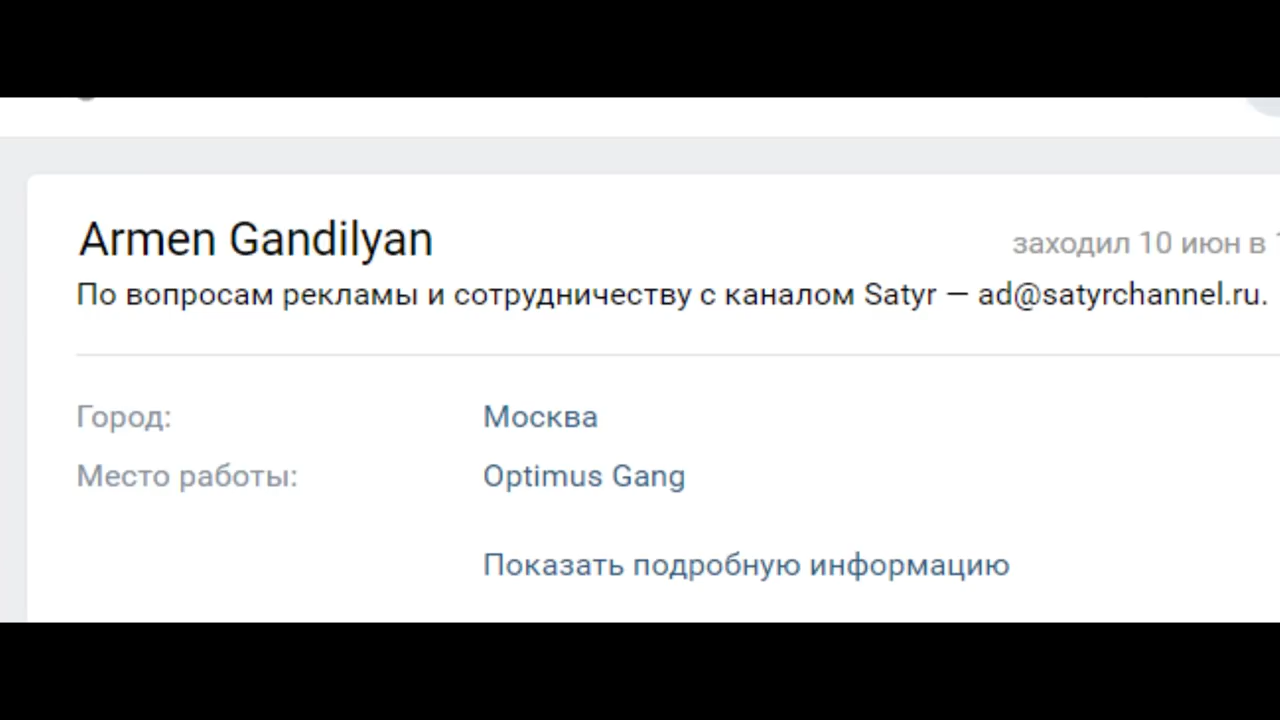 Armen Gandilyan
заходил 10 июн в
По вопросам рекламы и сотрудничеству с каналом Satyr — ad@satyrchannel.ru.
Город: Москва
Место работы: Optimus Gang
Показать подробную информацию